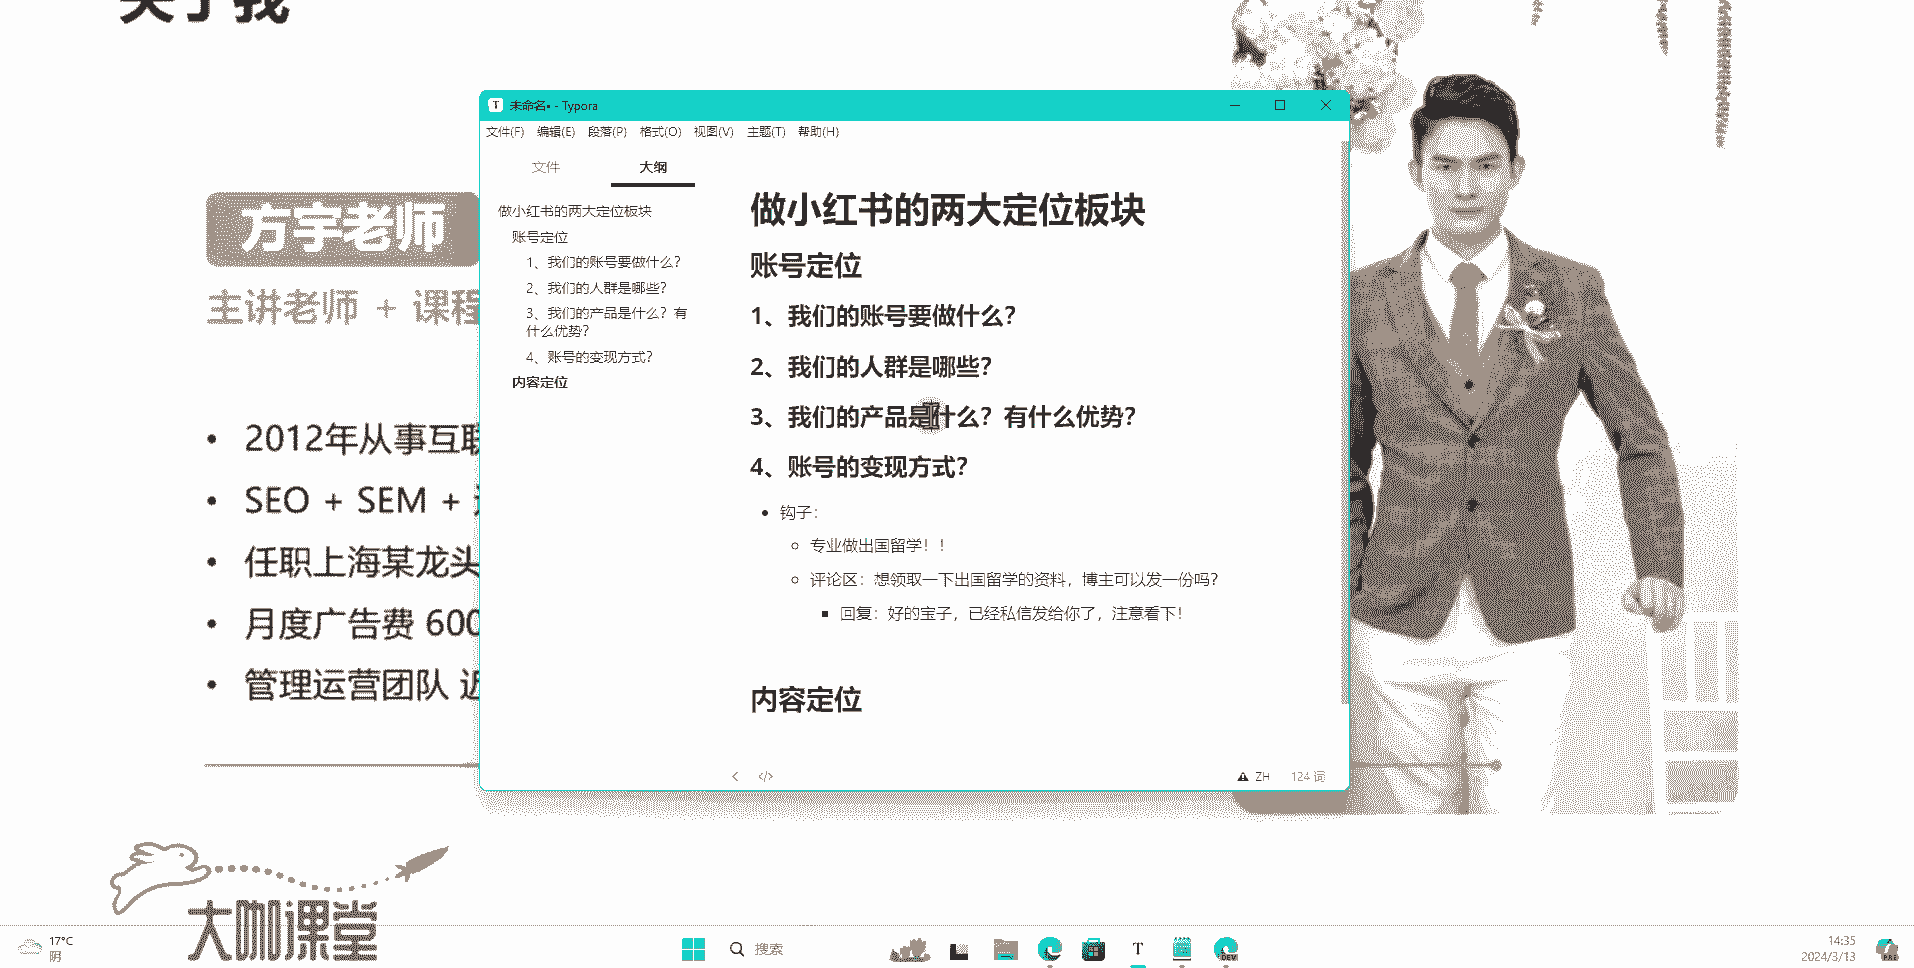 关于我
未命名• - Typora
文件(F) 编辑(E) 段落(P) 格式(O) 视图(V) 主题(T) 帮助(H)
文件 大纲
做小红书的两大定位板块
账号定位
1、我们的账号要做什么？
2、我们的人群是哪些？
3、我们的产品是什么？有
什么优势？
4、账号的变现方式？
内容定位
做小红书的两大定位板块
账号定位
1、我们的账号要做什么？
2、我们的人群是哪些？
3、我们的产品是什么？有什么优势？
4、账号的变现方式？
钩子：
专业做出国留学！！
评论区：想领取一下出国留学的资料，博主可以发一份吗？
回复：好的宝子，已经私信发给你了，注意看下！
内容定位
ZH 124 词
方宇老师
主讲老师 + 课程
• 2012年从事互联
• SEO + SEM +
• 任职上海某龙头
• 月度广告费 600
• 管理运营团队 近
大咖课堂
17°C
阴
搜索
14:35
2024/3/13